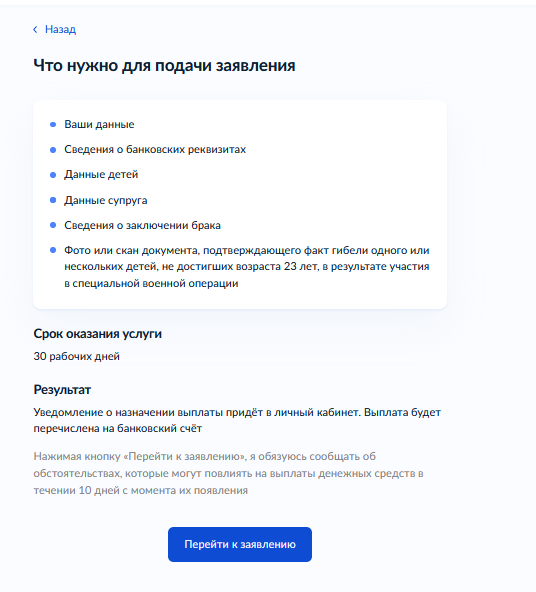 Назад
Что нужно для подачи заявления
Ваши данные
Сведения о банковских реквизитах
Данные детей
Данные супруга
Сведения о заключении брака
Фото или скан документа, подтверждающего факт гибели одного или
нескольких детей, не достигших возраста 23 лет, в результате участия
в специальной военной операции
Срок оказания услуги
30 рабочих дней
Результат
Уведомление о назначении выплаты придёт в личный кабинет. Выплата будет
перечислена на банковский счёт
Нажимая кнопку «Перейти к заявлению», я обязуюсь сообщать об
обстоятельствах, которые могут повлиять на выплаты денежных средств в
течении 10 дней с момента их появления
Перейти к заявлению